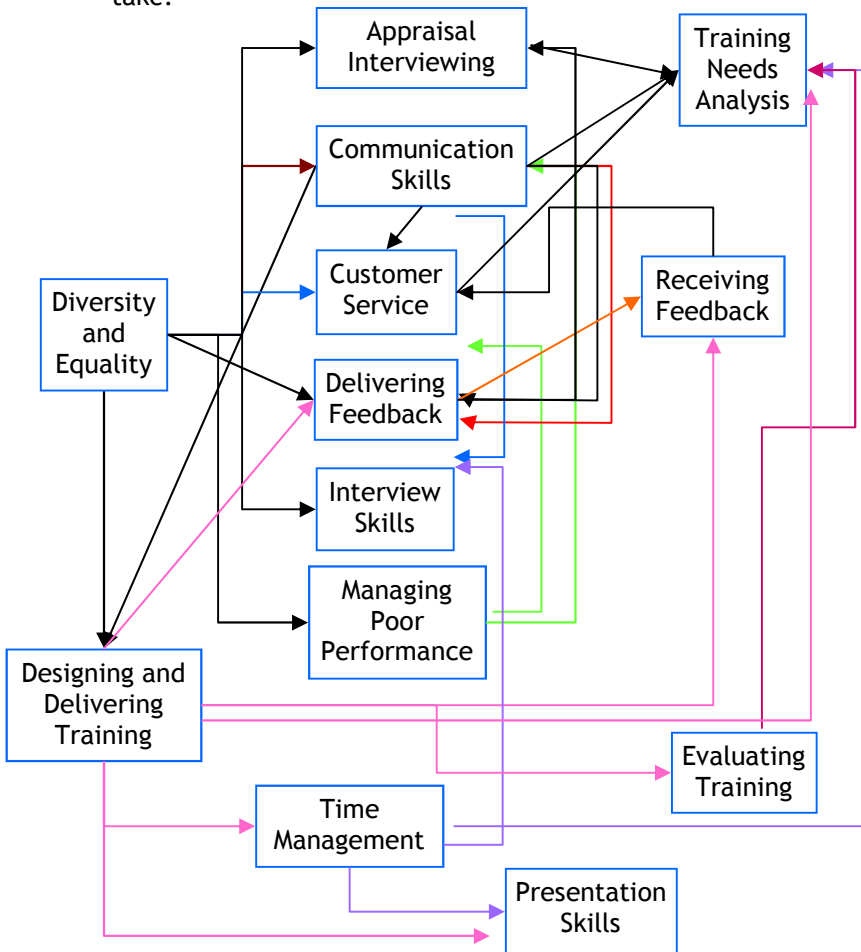 take?
Appraisal
Interviewing
Training
Needs
Analysis
Communication
Skills
Customer
Service
Receiving
Feedback
Diversity
and
Equality
Delivering
Feedback
Interview
Skills
Managing
Poor
Performance
Designing and
Delivering
Training
Evaluating
Training
Time
Management
Presentation
Skills